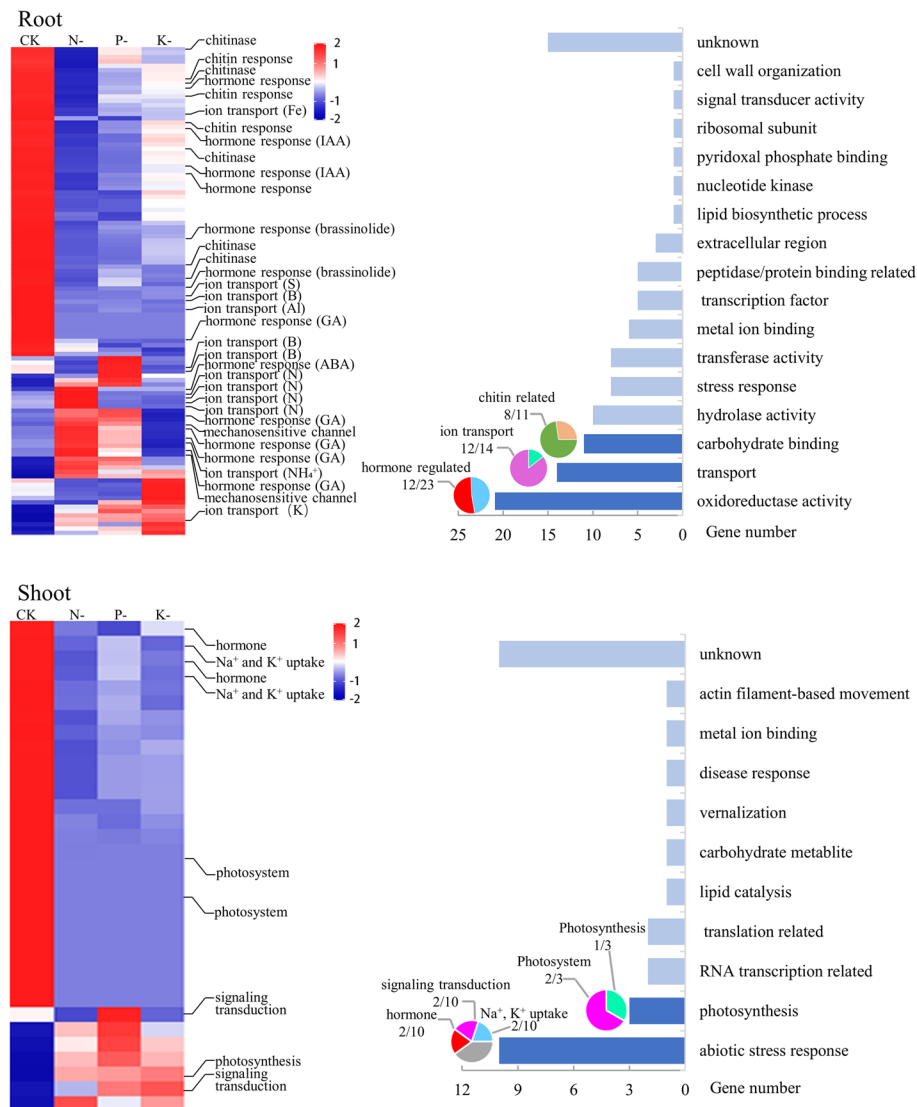 Root
CK N- P- K-
2
1
-1
-2
chitinase
chitin response
chitinase
hormone response
chitin response
ion transport (Fe)
chitin response
hormone response (IAA)
chitinase
hormone response (IAA)
hormone response
hormone response (brassinolide)
chitinase
chitinase
hormone response (brassinolide)
ion transport (S)
ion transport (B)
ion transport (Al)
hormone response (GA)
ion transport (B)
ion transport (B)
hormone response (ABA)
ion transport (N)
ion transport (N)
ion transport (N)
ion transport (N)
hormone response (GA)
mechanosensitive channel
hormone response (GA)
hormone response (GA)
ion transport (NH₄⁺)
hormone response (GA)
mechanosensitive channel
ion transport （K）
unknown
cell wall organization
signal transducer activity
ribosomal subunit
pyridoxal phosphate binding
nucleotide kinase
lipid biosynthetic process
extracellular region
peptidase/protein binding related
transcription factor
metal ion binding
transferase activity
stress response
hydrolase activity
carbohydrate binding
transport
oxidoreductase activity
chitin related
8/11
ion transport
12/14
hormone regulated
12/23
25 20 15 10 5 0 Gene number
Shoot
CK N- P- K-
2
1
-1
-2
hormone
Na⁺ and K⁺ uptake
hormone
Na⁺ and K⁺ uptake
photosystem
photosystem
signaling
transduction
photosynthesis
signaling
transduction
unknown
actin filament-based movement
metal ion binding
disease response
vernalization
carbohydrate metablite
lipid catalysis
translation related
RNA transcription related
photosynthesis
abiotic stress response
Photosynthesis
1/3
Photosystem
2/3
signaling transduction
2/10
Na⁺, K⁺ uptake
2/10
hormone
2/10
12 9 6 3 0 Gene number